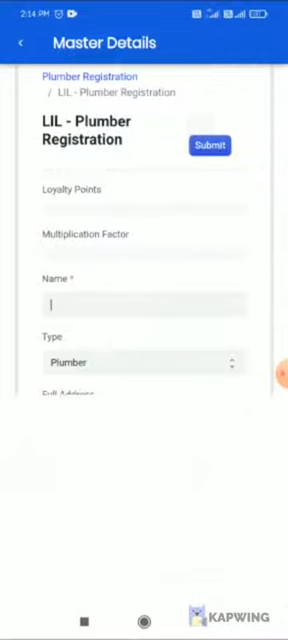 2:14 PM
Master Details
Plumber Registration
/ LIL - Plumber Registration
LIL - Plumber
Registration
Submit
Loyalty Points
Multiplication Factor
Name *
Type
Plumber
Full Address
KAPWING